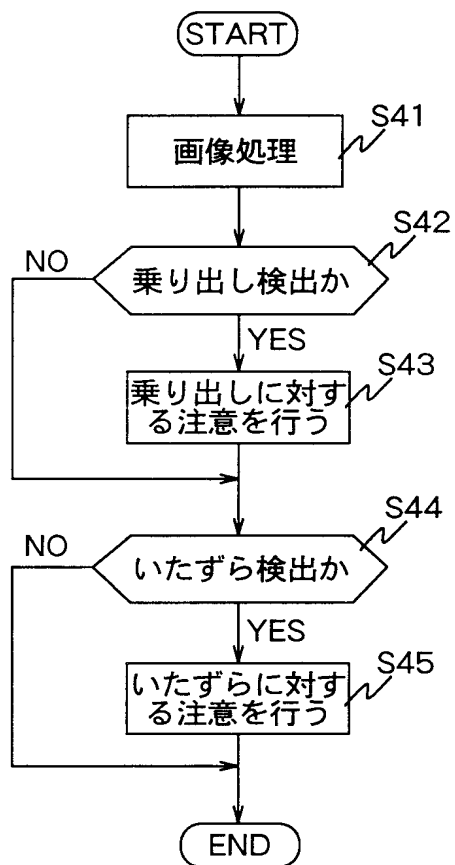 START
S41
画像処理
S42
NO
乗り出し検出か
YES
S43
乗り出しに対す
る注意を行う
S44
NO
いたずら検出か
YES
S45
いたずらに対す
る注意を行う
END